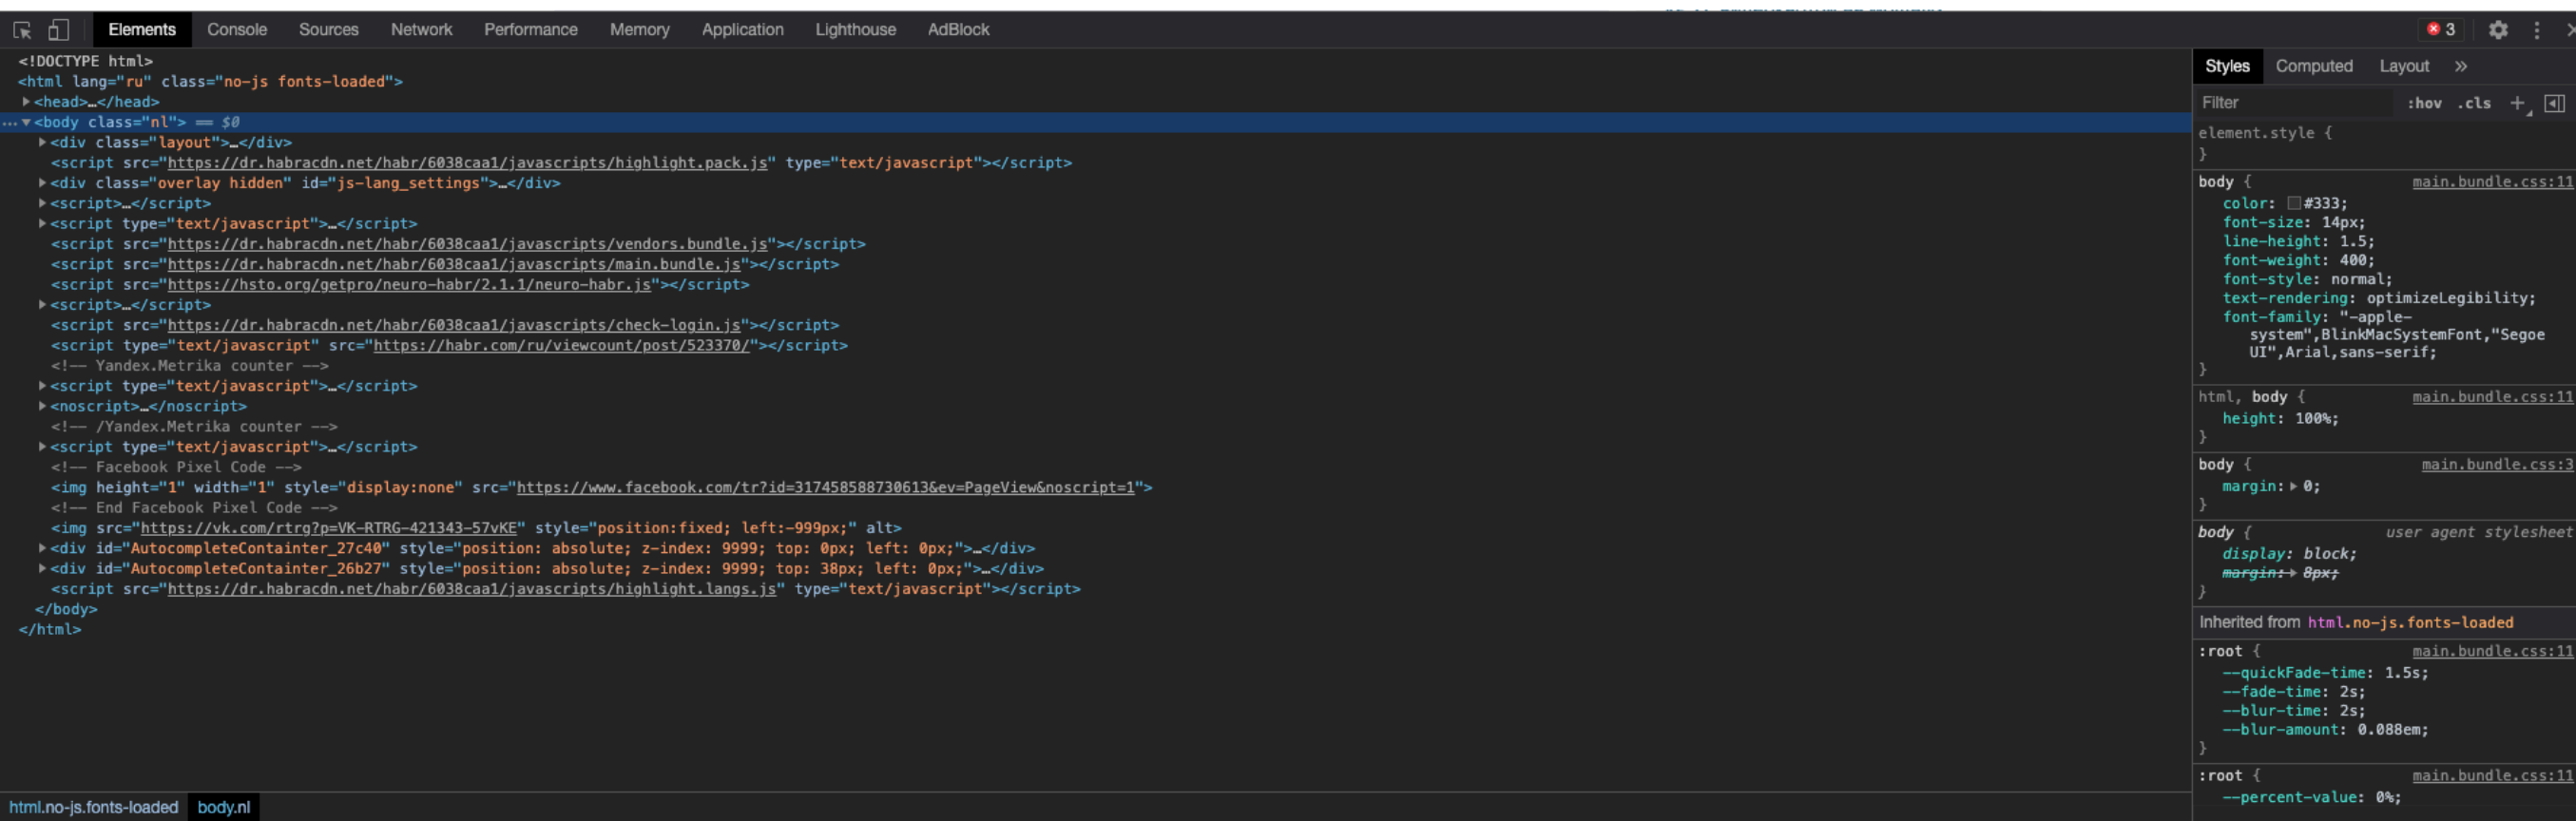 Elements Console Sources Network Performance Memory Application Lighthouse AdBlock 3
<!DOCTYPE html>
<html lang="ru" class="no-js fonts-loaded">
<head>…</head>
<body class="nl"> == $0
<div class="layout">…</div>
<script src="https://dr.habracdn.net/habr/6038caa1/javascripts/highlight.pack.js" type="text/javascript"></script>
<div class="overlay hidden" id="js-lang_settings">…</div>
<script>…</script>
<script type="text/javascript">…</script>
<script src="https://dr.habracdn.net/habr/6038caa1/javascripts/vendors.bundle.js"></script>
<script src="https://dr.habracdn.net/habr/6038caa1/javascripts/main.bundle.js"></script>
<script src="https://hsto.org/getpro/neuro-habr/2.1.1/neuro-habr.js"></script>
<script>…</script>
<script src="https://dr.habracdn.net/habr/6038caa1/javascripts/check-login.js"></script>
<script type="text/javascript" src="https://habr.com/ru/viewcount/post/523370/"></script>
<!-- Yandex.Metrika counter -->
<script type="text/javascript">…</script>
<noscript>…</noscript>
<!-- /Yandex.Metrika counter -->
<script type="text/javascript">…</script>
<!-- Facebook Pixel Code -->
<img height="1" width="1" style="display:none" src="https://www.facebook.com/tr?id=317458588730613&ev=PageView&noscript=1">
<!-- End Facebook Pixel Code -->
<img src="https://vk.com/rtrg?p=VK-RTRG-421343-57vKE" style="position:fixed; left:-999px;" alt>
<div id="AutocompleteContainter_27c40" style="position: absolute; z-index: 9999; top: 0px; left: 0px;">…</div>
<div id="AutocompleteContainter_26b27" style="position: absolute; z-index: 9999; top: 38px; left: 0px;">…</div>
<script src="https://dr.habracdn.net/habr/6038caa1/javascripts/highlight.langs.js" type="text/javascript"></script>
</body>
</html>
html.no-js.fonts-loaded body.nl
Styles Computed Layout »
Filter :hov .cls +
element.style {
}
body { main.bundle.css:11
color: #333;
font-size: 14px;
line-height: 1.5;
font-weight: 400;
font-style: normal;
text-rendering: optimizeLegibility;
font-family: "-apple-
system",BlinkMacSystemFont,"Segoe
UI",Arial,sans-serif;
}
html, body { main.bundle.css:11
height: 100%;
}
body { main.bundle.css:3
margin: 0;
}
body { user agent stylesheet
display: block;
margin: 8px;
}
Inherited from html.no-js.fonts-loaded
:root { main.bundle.css:11
--quickFade-time: 1.5s;
--fade-time: 2s;
--blur-time: 2s;
--blur-amount: 0.088em;
}
:root { main.bundle.css:11
--percent-value: 0%;